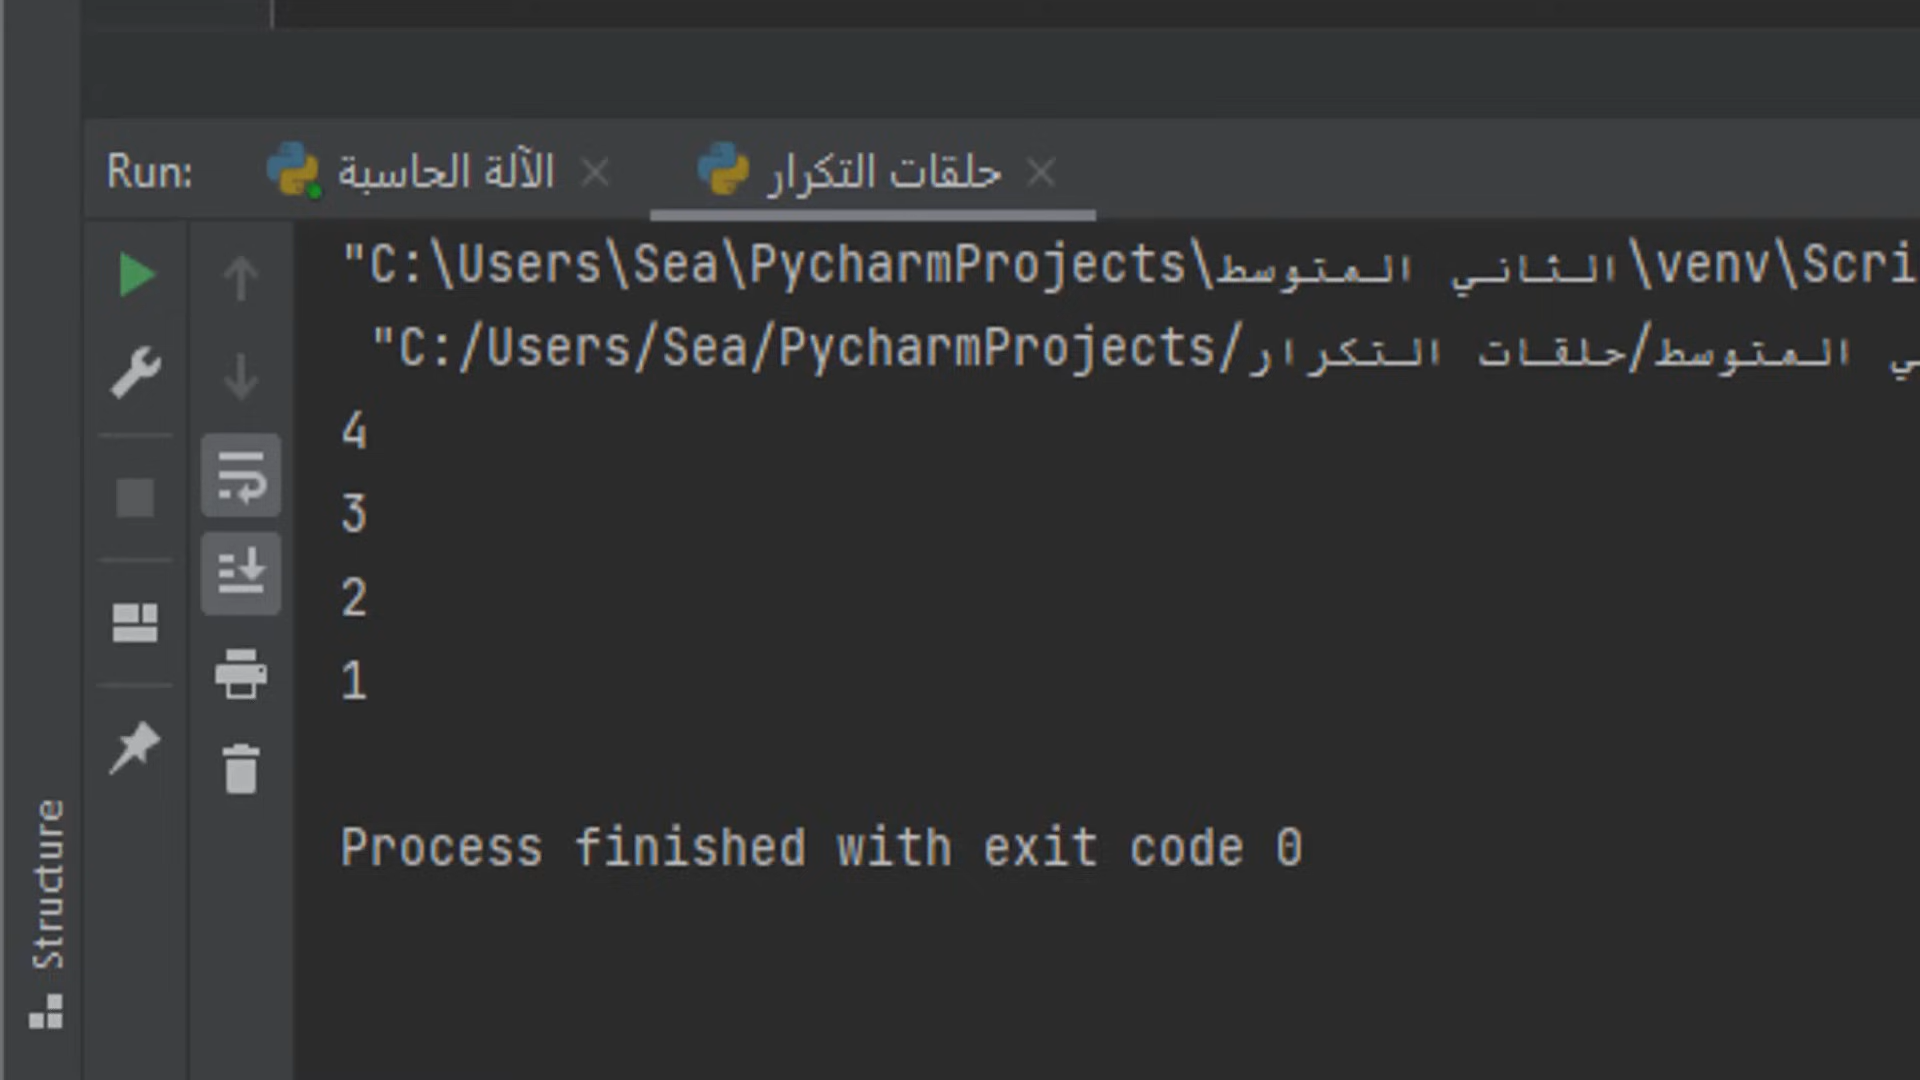 Run: الآلة الحاسبة حلقات التكرار
"C:\Users\Sea\PycharmProjects\الثاني المتوسط\venv\Scri
"C:/Users/Sea/PycharmProjects/المتوسط/حلقات التكرار
4
3
2
1
Process finished with exit code 0
Structure